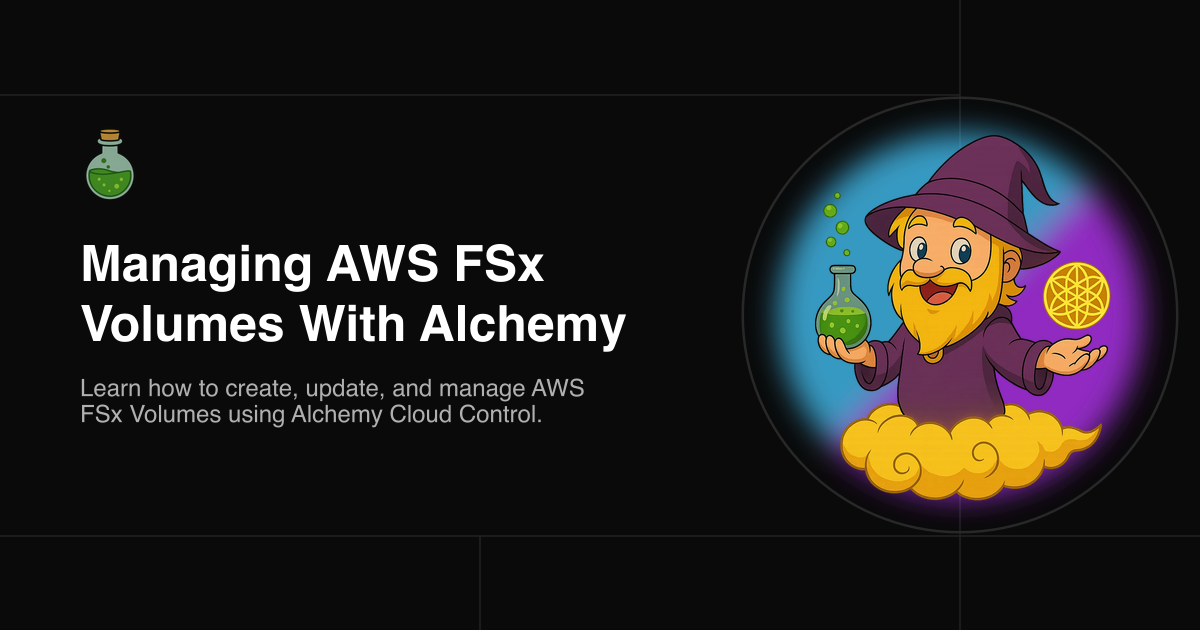 Managing AWS FSx
Volumes With Alchemy
Learn how to create, update, and manage AWS
FSx Volumes using Alchemy Cloud Control.